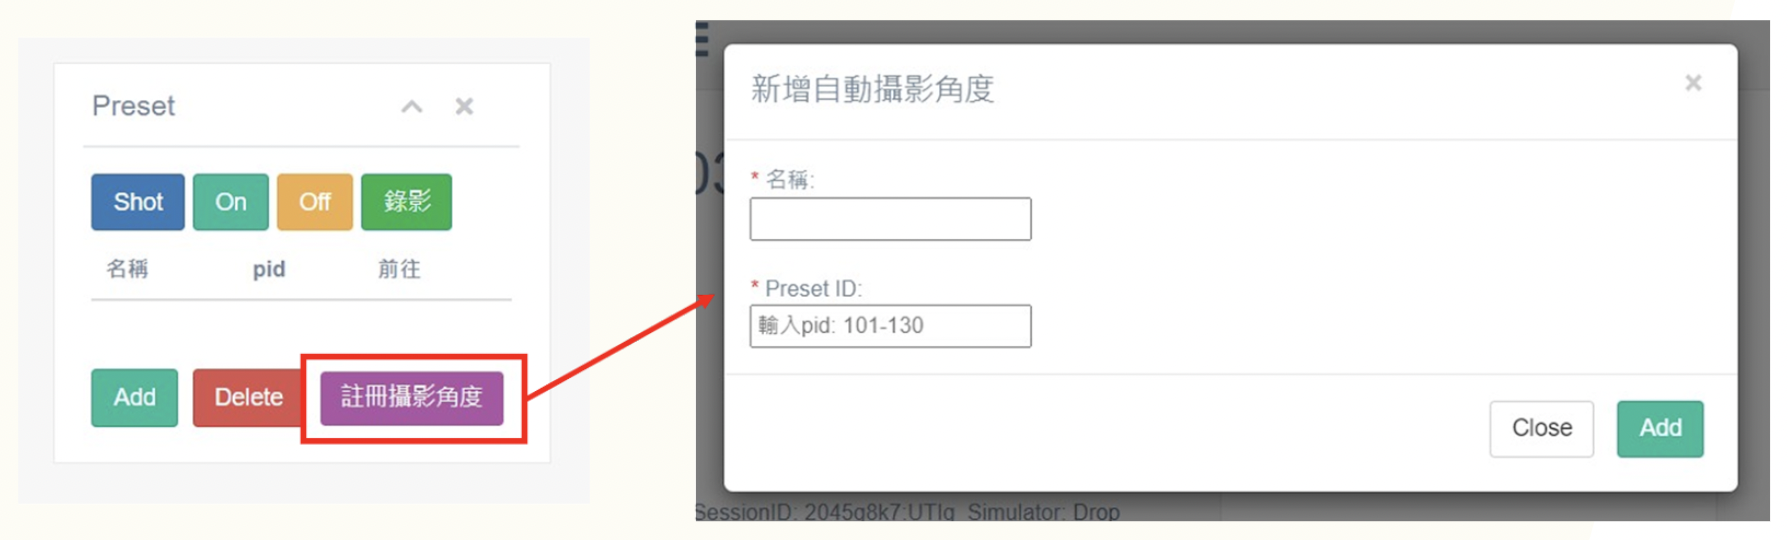 Preset
Shot On Off 錄影
名稱 pid 前往
Add Delete 註冊攝影角度
新增自動攝影角度
* 名稱:
* Preset ID:
輸入pid: 101-130
Close Add
SessionID: Simulator: Drop